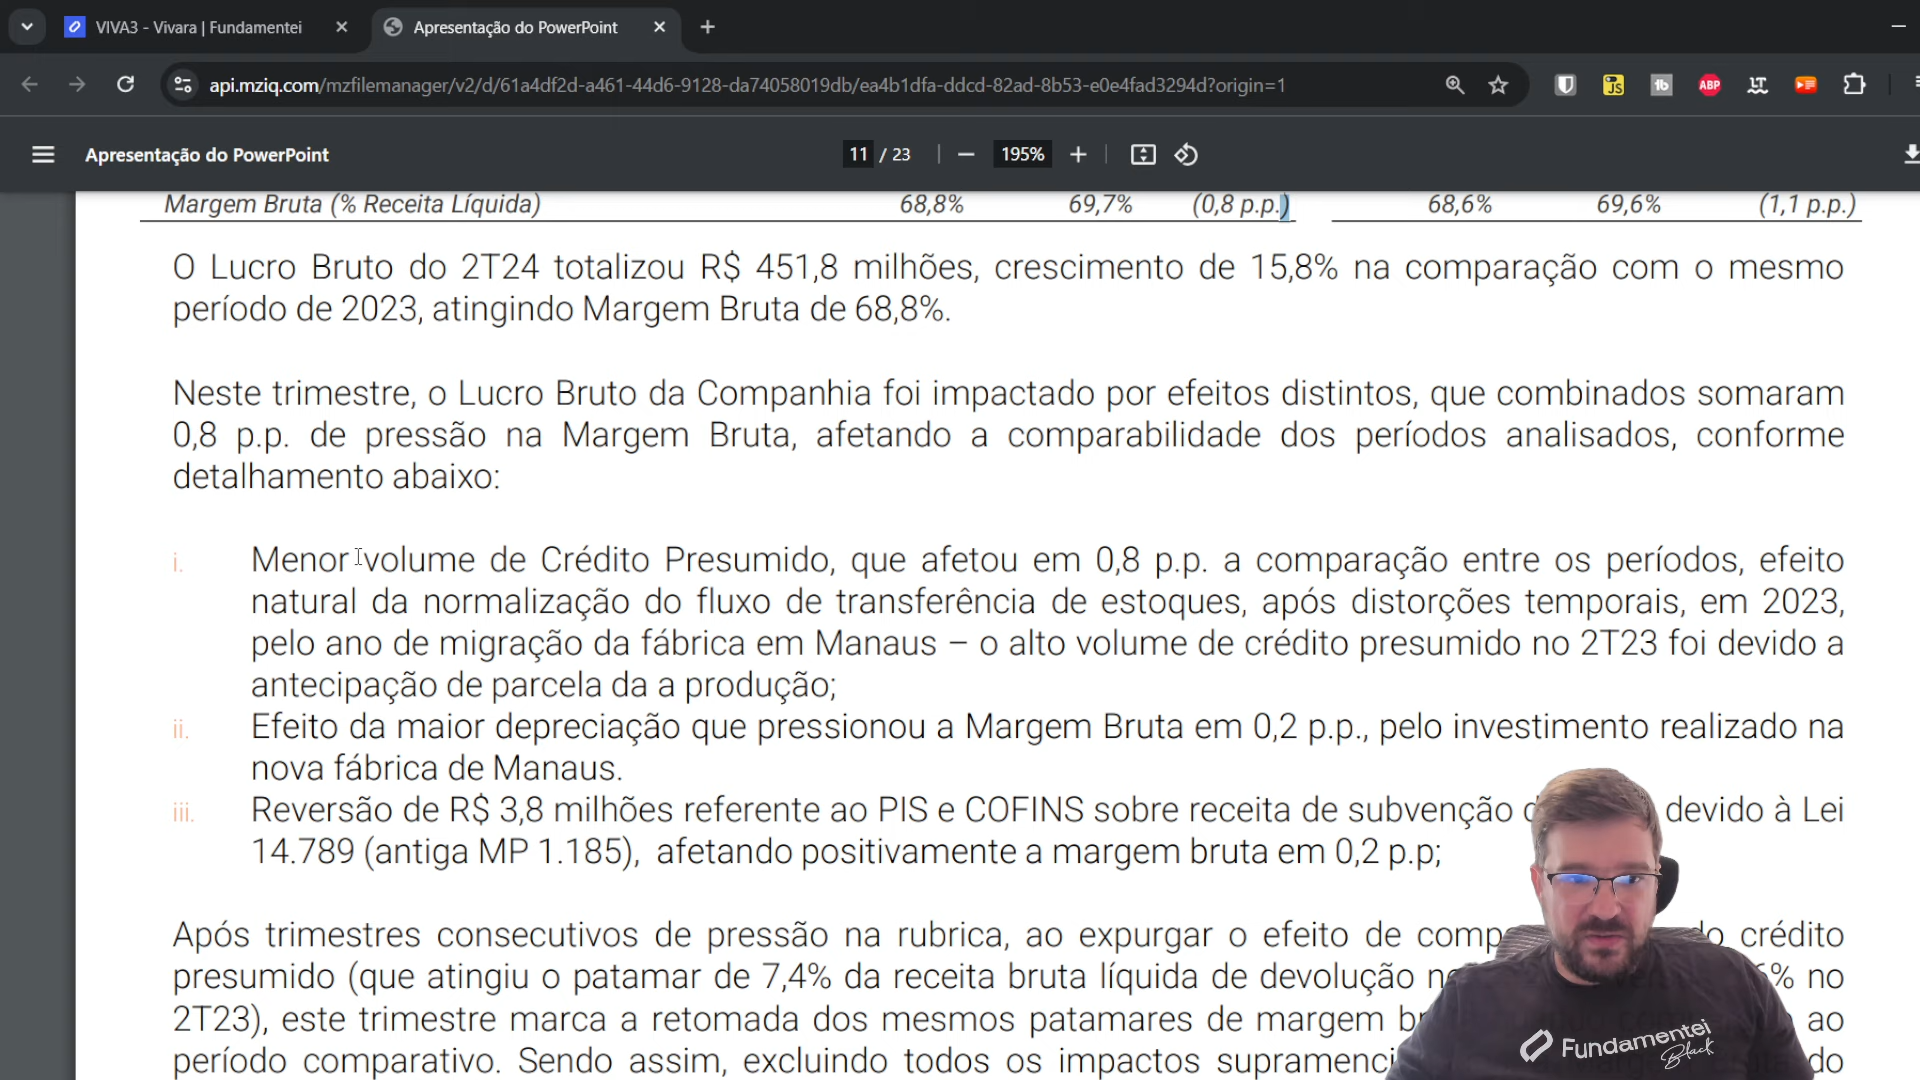 VIVA3 - Vivara | Fundamentei
Apresentação do PowerPoint
api.mziq.com/mzfilemanager/v2/d/61a4df2d-a461-44d6-9128-da74058019db/ea4b1dfa-ddcd-82ad-8b53-e0e4fad3294d?origin=1
JS
tb
ABP
LT
Apresentação do PowerPoint
11 / 23
195%
Margem Bruta (% Receita Líquida) 68,8% 69,7% (0,8 p.p.) 68,6% 69,6% (1,1 p.p.)
O Lucro Bruto do 2T24 totalizou R$ 451,8 milhões, crescimento de 15,8% na comparação com o mesmo
período de 2023, atingindo Margem Bruta de 68,8%.
Neste trimestre, o Lucro Bruto da Companhia foi impactado por efeitos distintos, que combinados somaram
0,8 p.p. de pressão na Margem Bruta, afetando a comparabilidade dos períodos analisados, conforme
detalhamento abaixo:
i. Menor volume de Crédito Presumido, que afetou em 0,8 p.p. a comparação entre os períodos, efeito
natural da normalização do fluxo de transferência de estoques, após distorções temporais, em 2023,
pelo ano de migração da fábrica em Manaus – o alto volume de crédito presumido no 2T23 foi devido a
antecipação de parcela da a produção;
ii. Efeito da maior depreciação que pressionou a Margem Bruta em 0,2 p.p., pelo investimento realizado na
nova fábrica de Manaus.
iii. Reversão de R$ 3,8 milhões referente ao PIS e COFINS sobre receita de subvenção devido à Lei
14.789 (antiga MP 1.185), afetando positivamente a margem bruta em 0,2 p.p;
Após trimestres consecutivos de pressão na rubrica, ao expurgar o efeito de comp do crédito
presumido (que atingiu o patamar de 7,4% da receita bruta líquida de devolução 6% no
2T23), este trimestre marca a retomada dos mesmos patamares de margem ao
período comparativo. Sendo assim, excluindo todos os impactos supramenci do
Fundamentei
Black